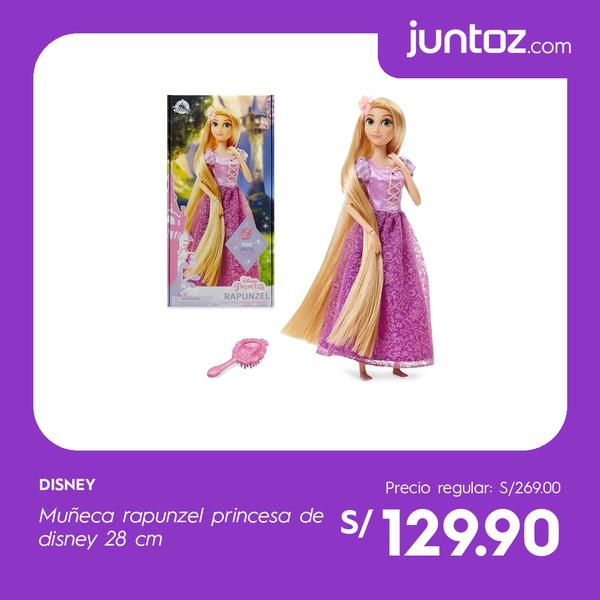 juntoz.com
Disney
PRINCESS
RAPUNZEL
DISNEY
Precio regular: S/269.00
Muñeca rapunzel princesa de
disney 28 cm
S/129.90